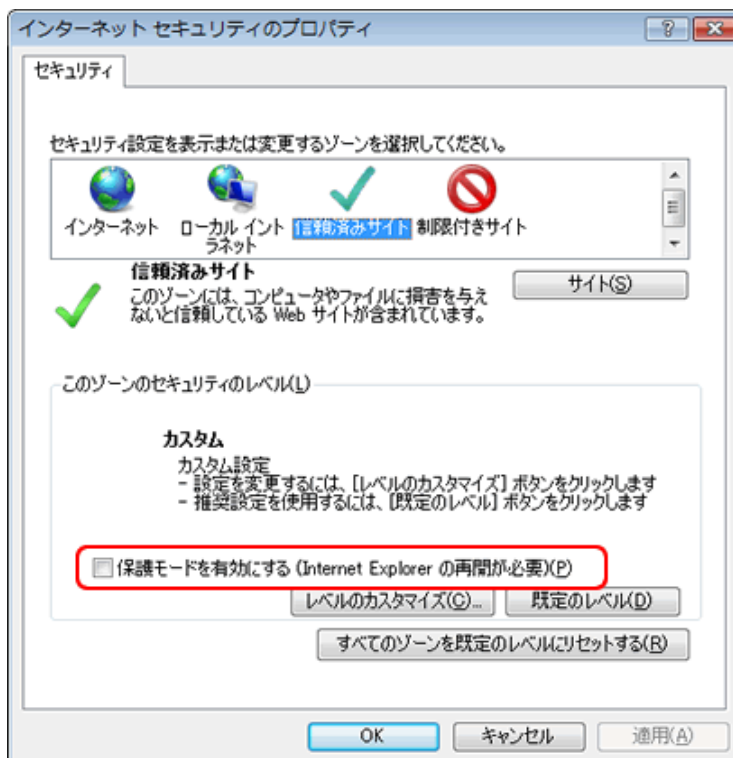 インターネット セキュリティのプロパティ
セキュリティ
セキュリティ設定を表示または変更するゾーンを選択してください。
インターネット
ローカル イント
ラネット
信頼済みサイト
制限付きサイト
信頼済みサイト
このゾーンには、コンピュータやファイルに損害を与え
ないと信頼している Web サイトが含まれています。
サイト(S)
このゾーンのセキュリティのレベル(L)
カスタム
カスタム設定
- 設定を変更するには、[レベルのカスタマイズ] ボタンをクリックします
- 推奨設定を使用するには、[既定のレベル] ボタンをクリックします
保護モードを有効にする (Internet Explorer の再開が必要)(P)
レベルのカスタマイズ(C)...
既定のレベル(D)
すべてのゾーンを既定のレベルにリセットする(R)
OK
キャンセル
適用(A)